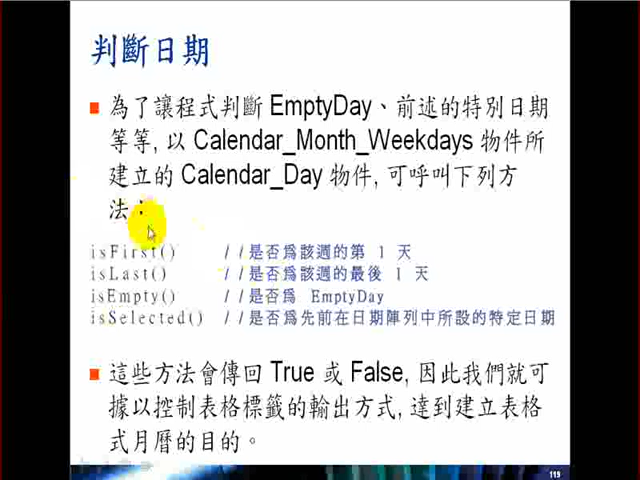 判斷日期
為了讓程式判斷 EmptyDay、前述的特別日期
等等, 以 Calendar_Month_Weekdays 物件所
建立的 Calendar_Day 物件, 可呼叫下列方
法：
isFirst() //是否為該週的第 1 天
isLast() //是否為該週的最後 1 天
isEmpty() //是否為 EmptyDay
isSelected() //是否為先前在日期陣列中所設的特定日期
這些方法會傳回 True 或 False, 因此我們就可
據以控制表格標籤的輸出方式, 達到建立表格
式月曆的目的。
119